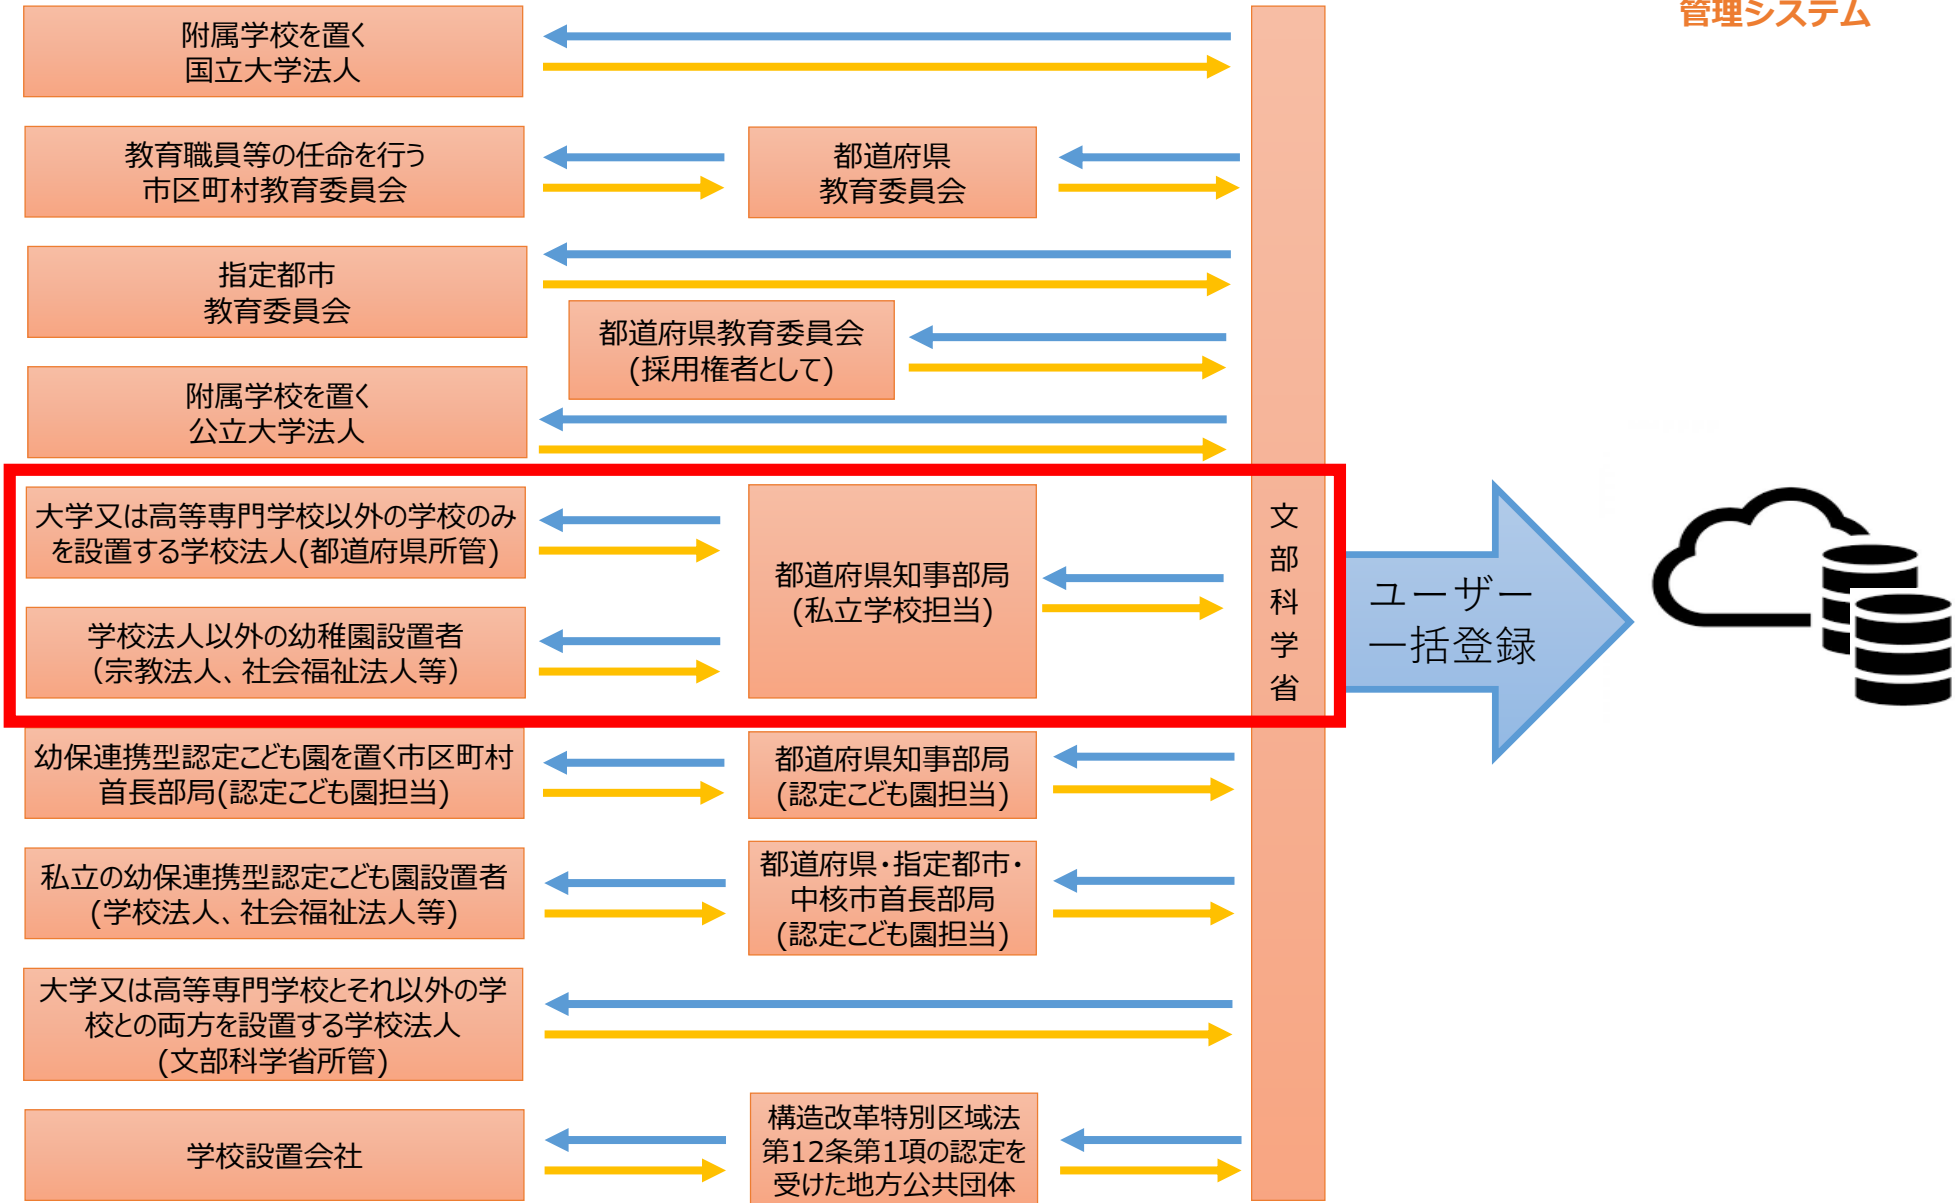 管理システム
附属学校を置く
国立大学法人
教育職員等の任命を行う
市区町村教育委員会
都道府県
教育委員会
指定都市
教育委員会
都道府県教育委員会
(採用権者として)
附属学校を置く
公立大学法人
大学又は高等専門学校以外の学校のみ
を設置する学校法人(都道府県所管)
都道府県知事部局
(私立学校担当)
学校法人以外の幼稚園設置者
（宗教法人、社会福祉法人等）
文
部
科
学
省
ユーザー
一括登録
幼保連携型認定こども園を置く市区町村
首長部局(認定こども園担当)
都道府県知事部局
(認定こども園担当)
私立の幼保連携型認定こども園設置者
(学校法人、社会福祉法人等)
都道府県・指定都市・
中核市首長部局
(認定こども園担当)
大学又は高等専門学校とそれ以外の学
校との両方を設置する学校法人
(文部科学省所管)
学校設置会社
構造改革特別区域法
第12条第1項の認定を
受けた地方公共団体